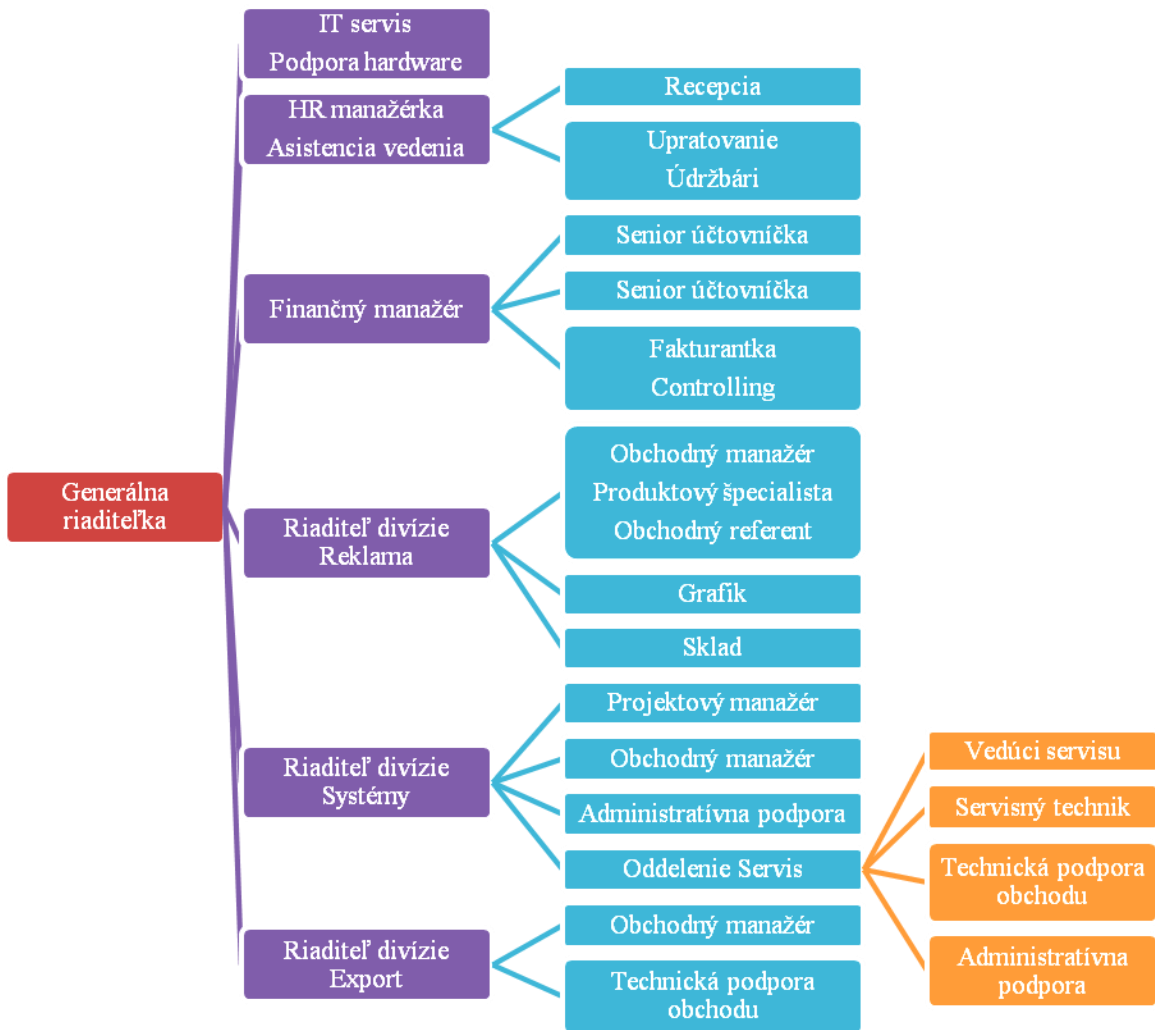 IT servis
Podpora hardware
HR manažérka
Asistencia vedenia
Recepcia
Upratovanie
Údržbári
Finančný manažér
Senior účtovníčka
Senior účtovníčka
Fakturantka
Controlling
Generálna
riaditeľka
Riaditeľ divízie
Reklama
Obchodný manažér
Produktový špecialista
Obchodný referent
Grafik
Sklad
Riaditeľ divízie
Systémy
Projektový manažér
Obchodný manažér
Administratívna podpora
Oddelenie Servis
Vedúci servisu
Servisný technik
Technická podpora
obchodu
Administratívna
podpora
Riaditeľ divízie
Export
Obchodný manažér
Technická podpora
obchodu